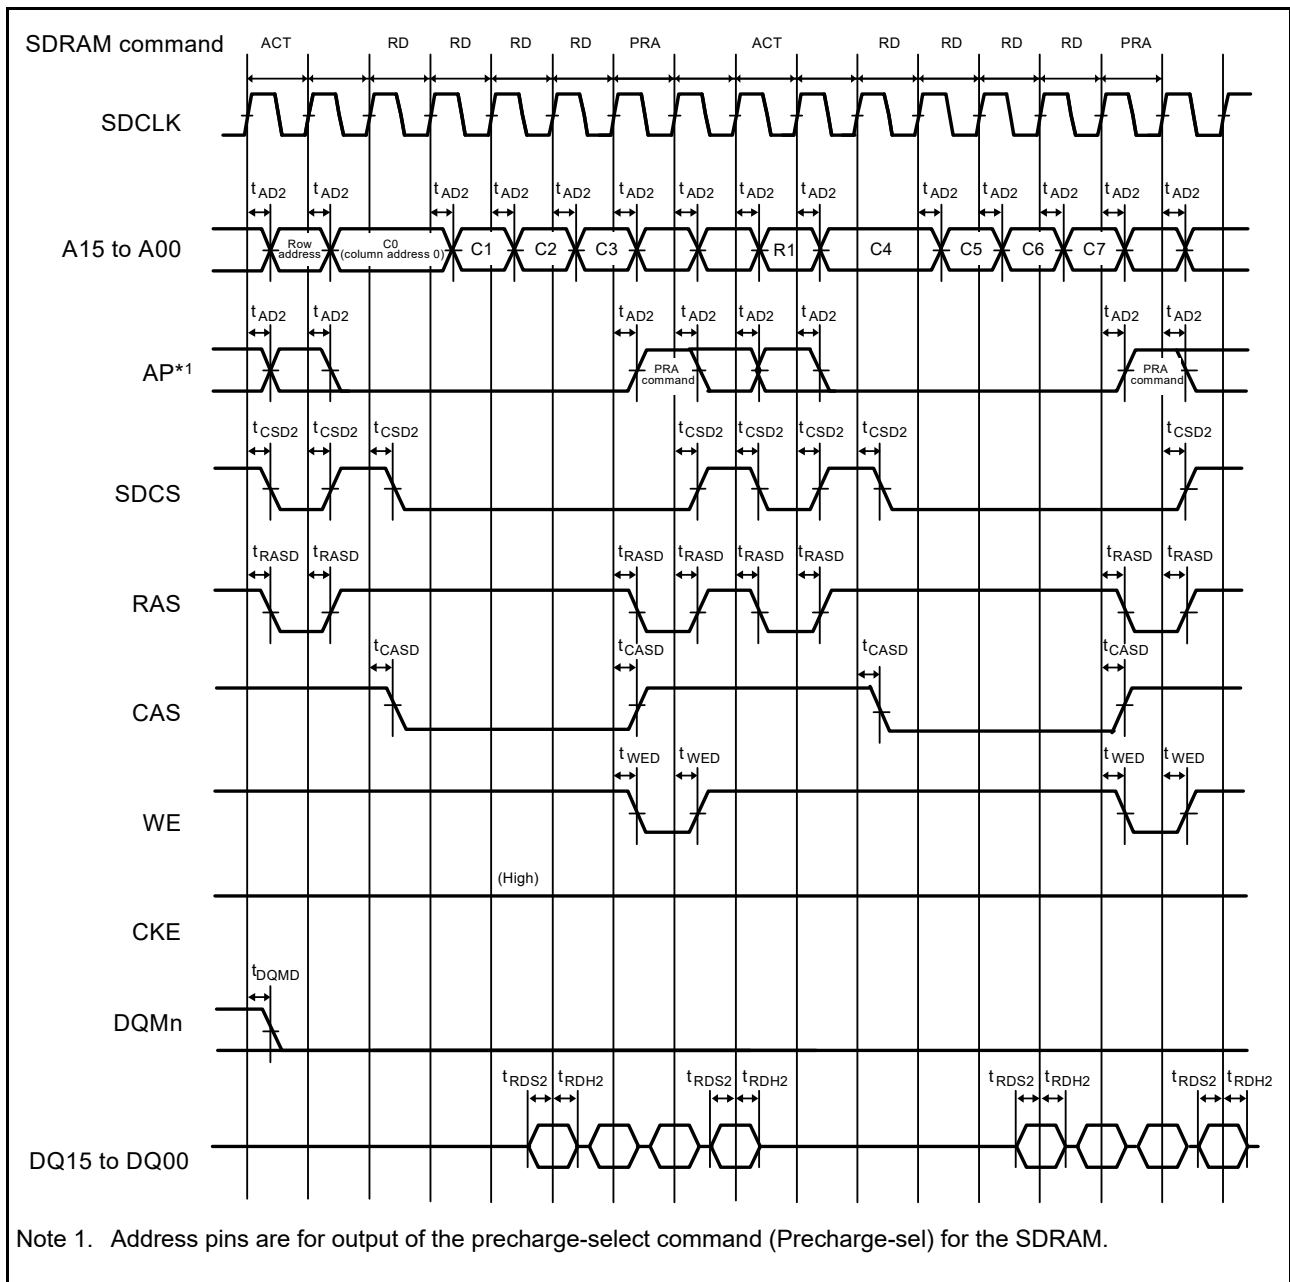 SDRAM command ACT RD RD RD RD PRA ACT RD RD RD RD PRA
SDCLK
tAD2 tAD2 tAD2 tAD2 tAD2 tAD2 tAD2 tAD2 tAD2 tAD2 tAD2 tAD2 tAD2 tAD2
A15 to A00 Row address C0 (column address 0) C1 C2 C3 R1 C4 C5 C6 C7
tAD2 tAD2 tAD2 tAD2 tAD2 tAD2 tAD2 tAD2
AP*1 PRA command PRA command
tCSD2 tCSD2 tCSD2 tCSD2 tCSD2 tCSD2 tCSD2 tCSD2
SDCS
tRASD tRASD tRASD tRASD tRASD tRASD tRASD tRASD
RAS
tCASD tCASD tCASD tCASD
CAS
tWED tWED tWED tWED
WE
(High)
CKE
tDQMD
DQMn
tRDS2 tRDH2 tRDS2 tRDH2 tRDS2 tRDH2 tRDS2 tRDH2
DQ15 to DQ00
Note 1. Address pins are for output of the precharge-select command (Precharge-sel) for the SDRAM.